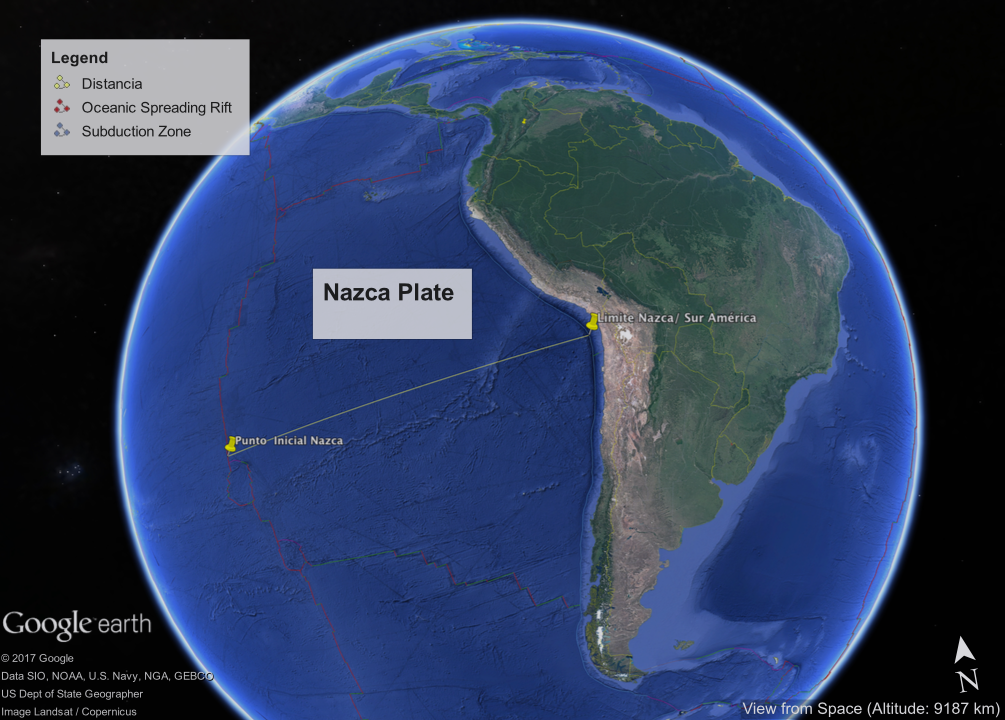 Legend
Distancia
Oceanic Spreading Rift
Subduction Zone
Nazca Plate
Limite Nazca/ Sur América
Punto Inicial Nazca
Google earth
© 2017 Google
Data SIO, NOAA, U.S. Navy, NGA, GEBCO
US Dept of State Geographer
Image Landsat / Copernicus
N
View from Space (Altitude: 9187 km)